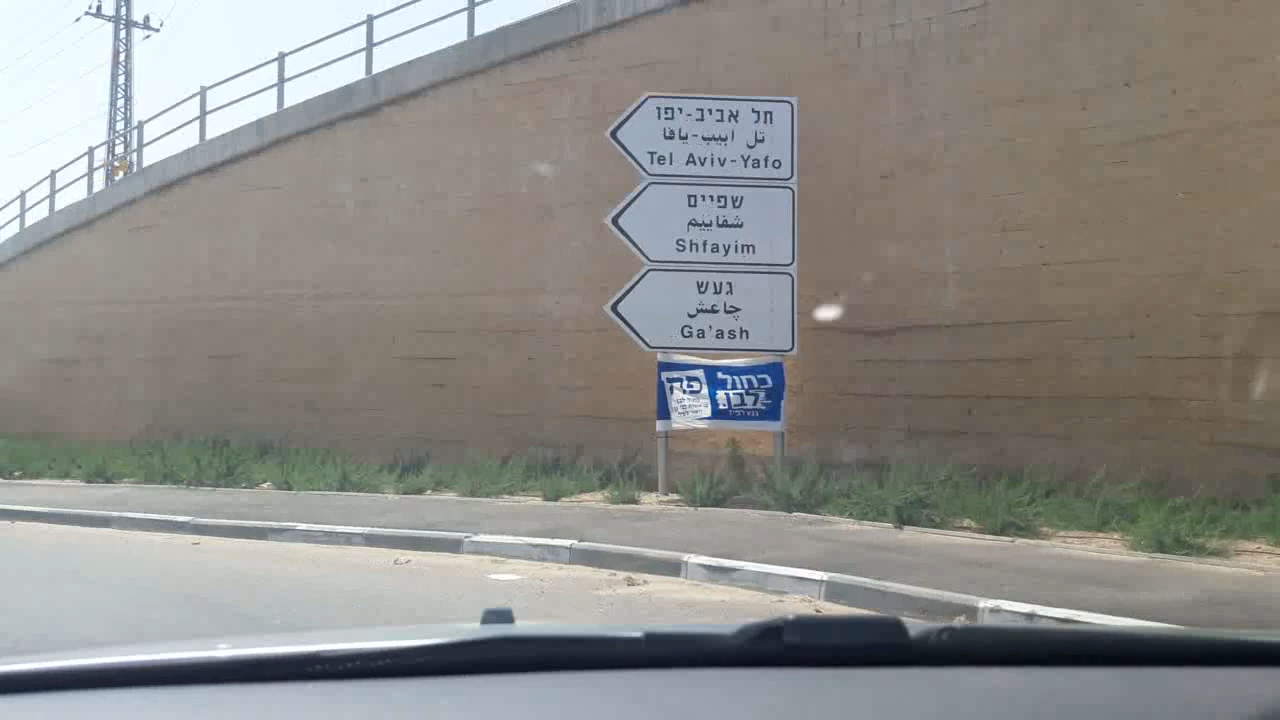 תל אביב-יפו
تل ابيب-يافا
Tel Aviv-Yafo
שפיים
شفاييم
Shfayim
געש
چاعش
Ga'ash
כחול
לבן
פה